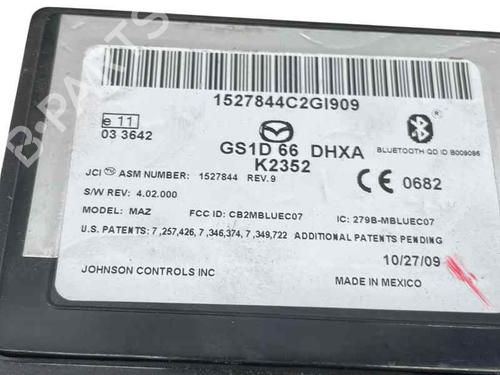 1527844C2GI909
e 11
03 3642
GS1D 66 DHXA
K2352
BLUETOOTH QD ID B009086
JCI ASM NUMBER: 1527844 REV. 9
CE 0682
S/W REV: 4.02.000
MODEL: MAZ FCC ID: CB2MBLUEC07 IC: 279B-MBLUEC07
U.S. PATENTS: 7,257,426, 7,346,374, 7,349,722 ADDITIONAL PATENTS PENDING
10/27/09
JOHNSON CONTROLS INC
MADE IN MEXICO
B-PARTS